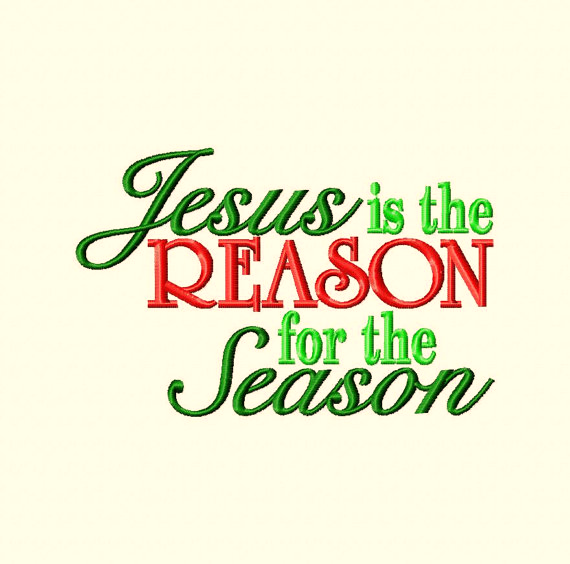 Jesus is the
REASON
for the
Season